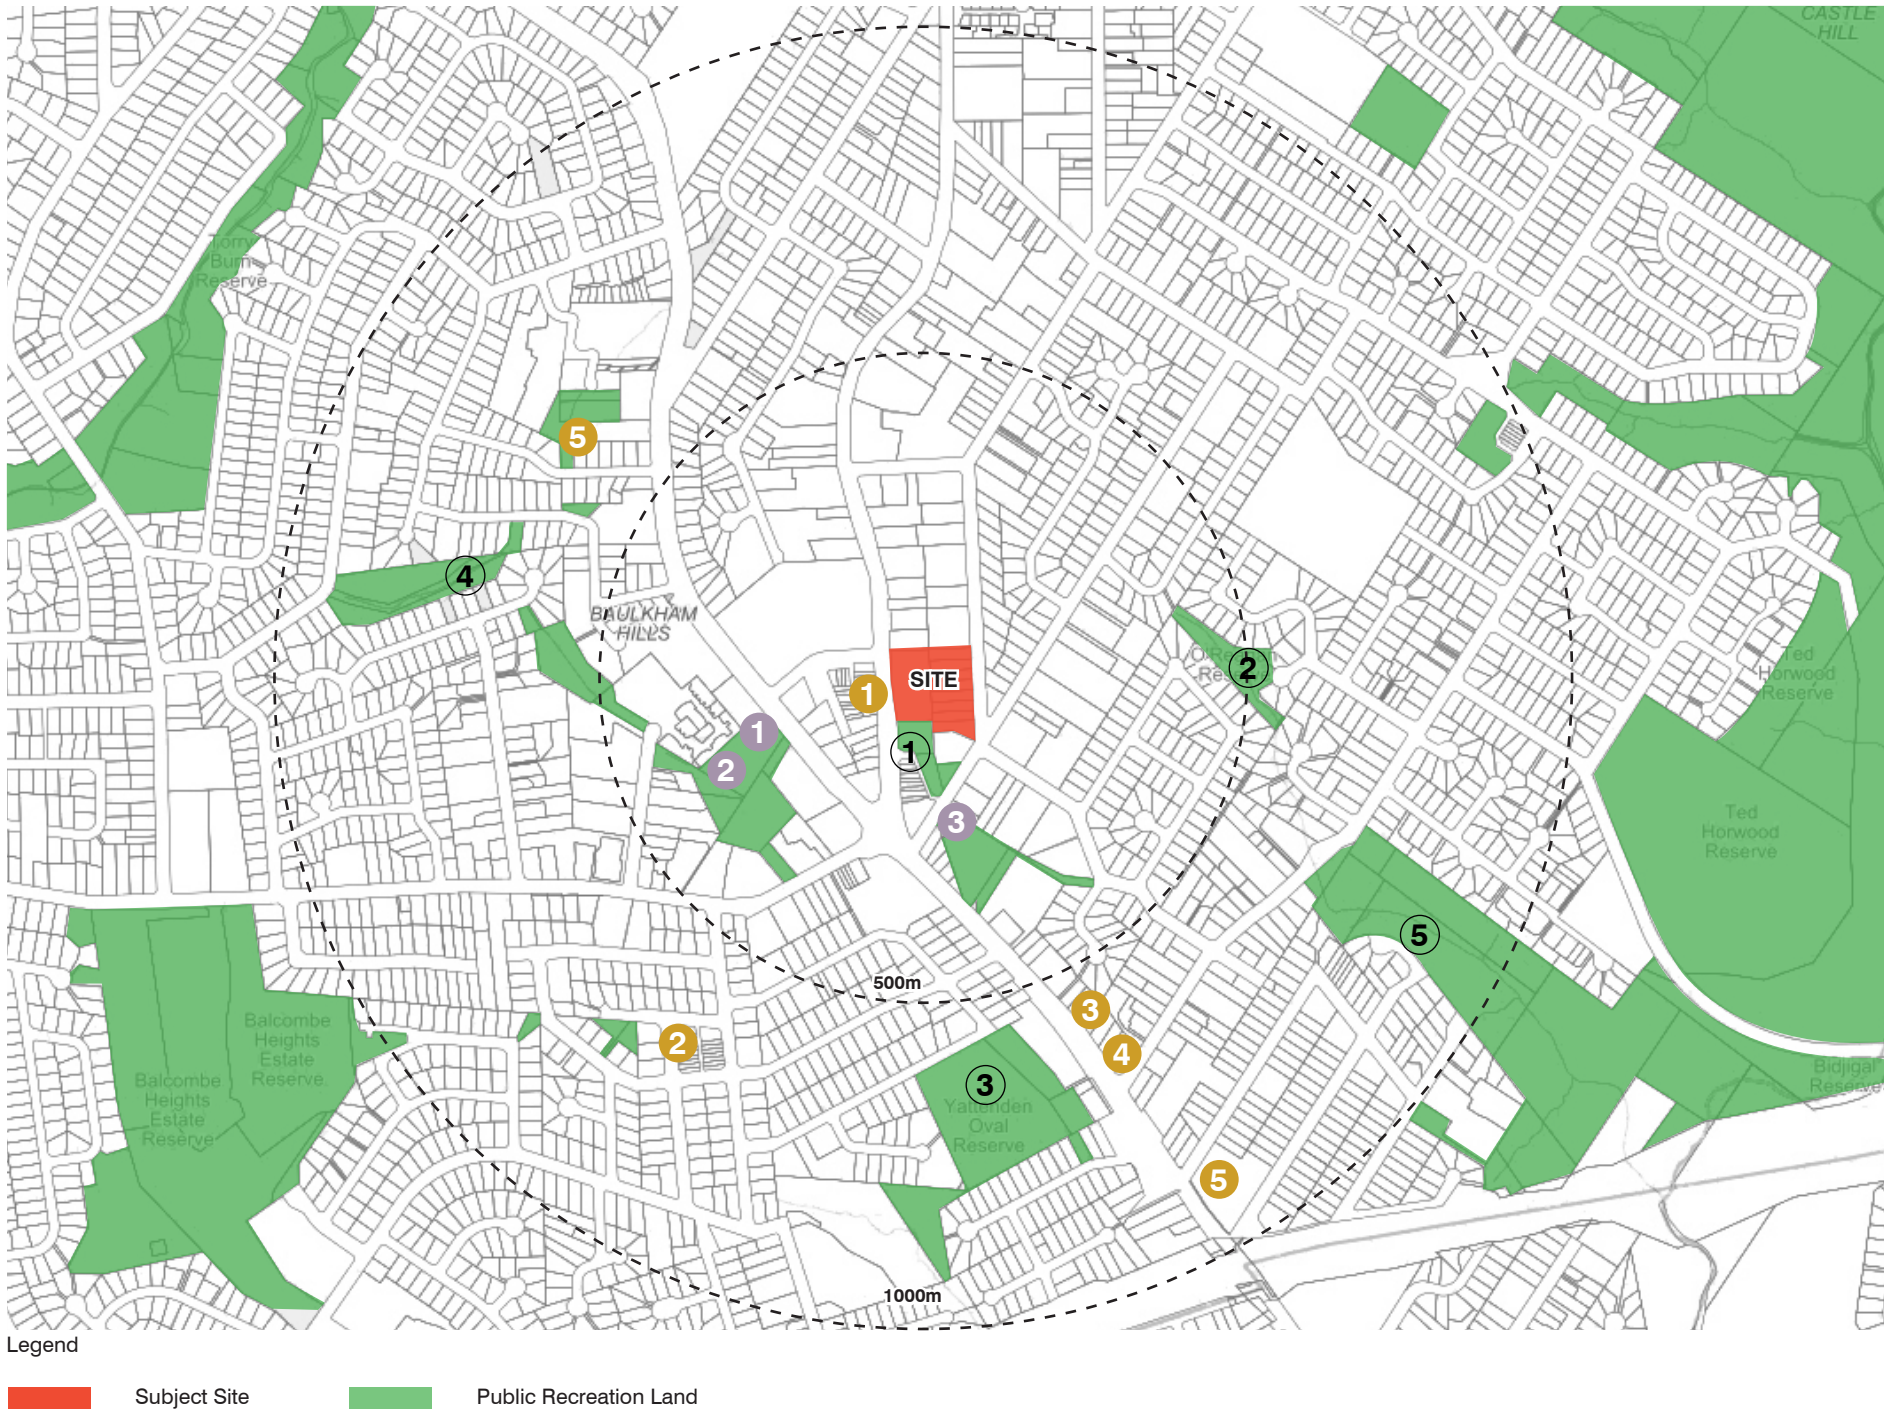 CASTLE
HILL
Torry
Burn
Reserve
5
4
BAULKHAM
HILLS
SITE
1
1
2
1
3
2
Ted
Horwood
Reserve
Ted
Horwood
Reserve
5
500m
3
4
2
Balcombe
Heights
Estate
Reserve
Balcombe
Heights
Estate
Reserve
3
Yattenden
Oval
Reserve
Bidjigal
Reserve
5
1000m
Legend
Subject Site
Public Recreation Land